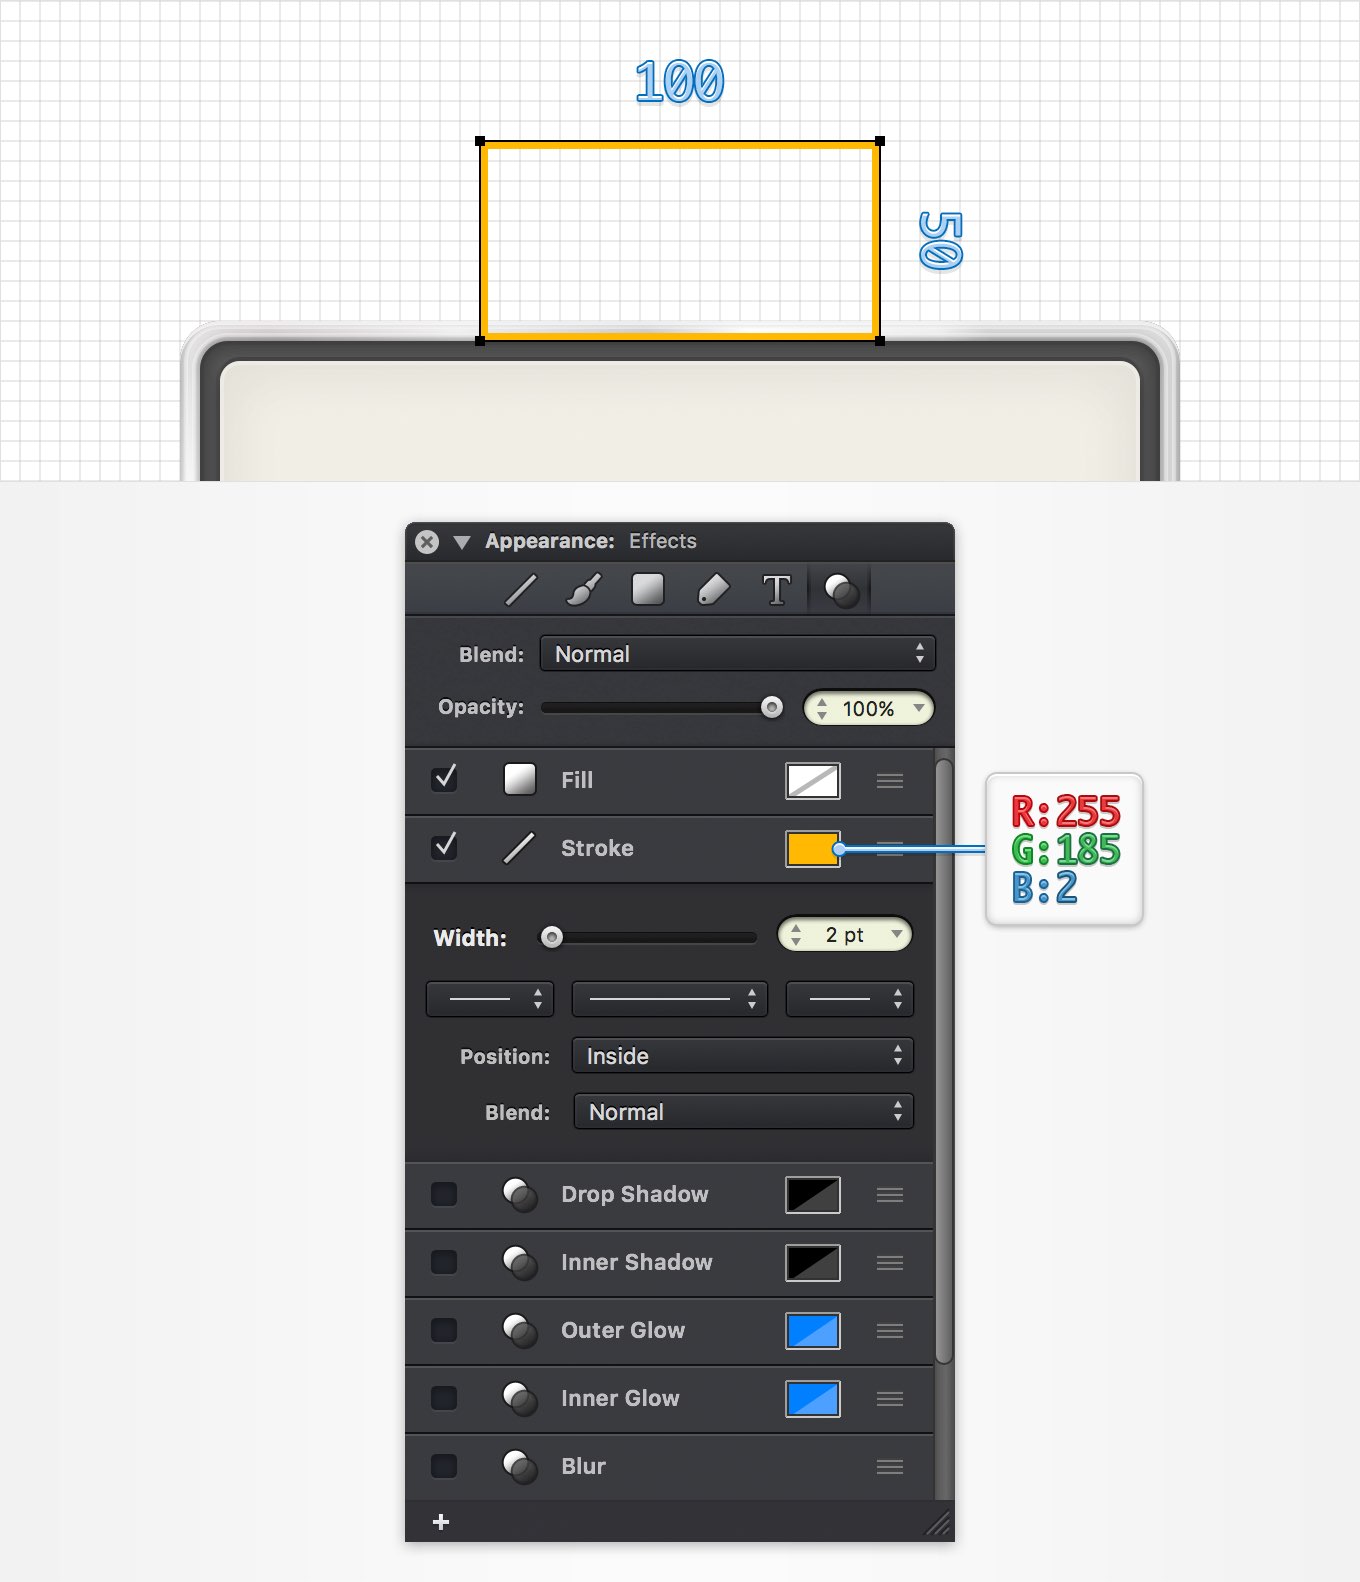 100
50
Appearance: Effects
T
Blend: Normal
Opacity: 100%
Fill
Stroke
R:255
G:185
B:2
Width: 2 pt
Position: Inside
Blend: Normal
Drop Shadow
Inner Shadow
Outer Glow
Inner Glow
Blur
+